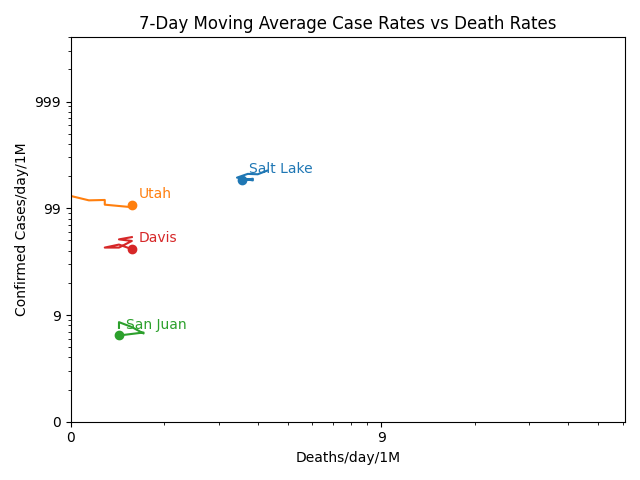 7-Day Moving Average Case Rates vs Death Rates
999
Salt Lake
Utah
99
Davis
San Juan
9
0
0
9
Deaths/day/1M
Confirmed Cases/day/1M